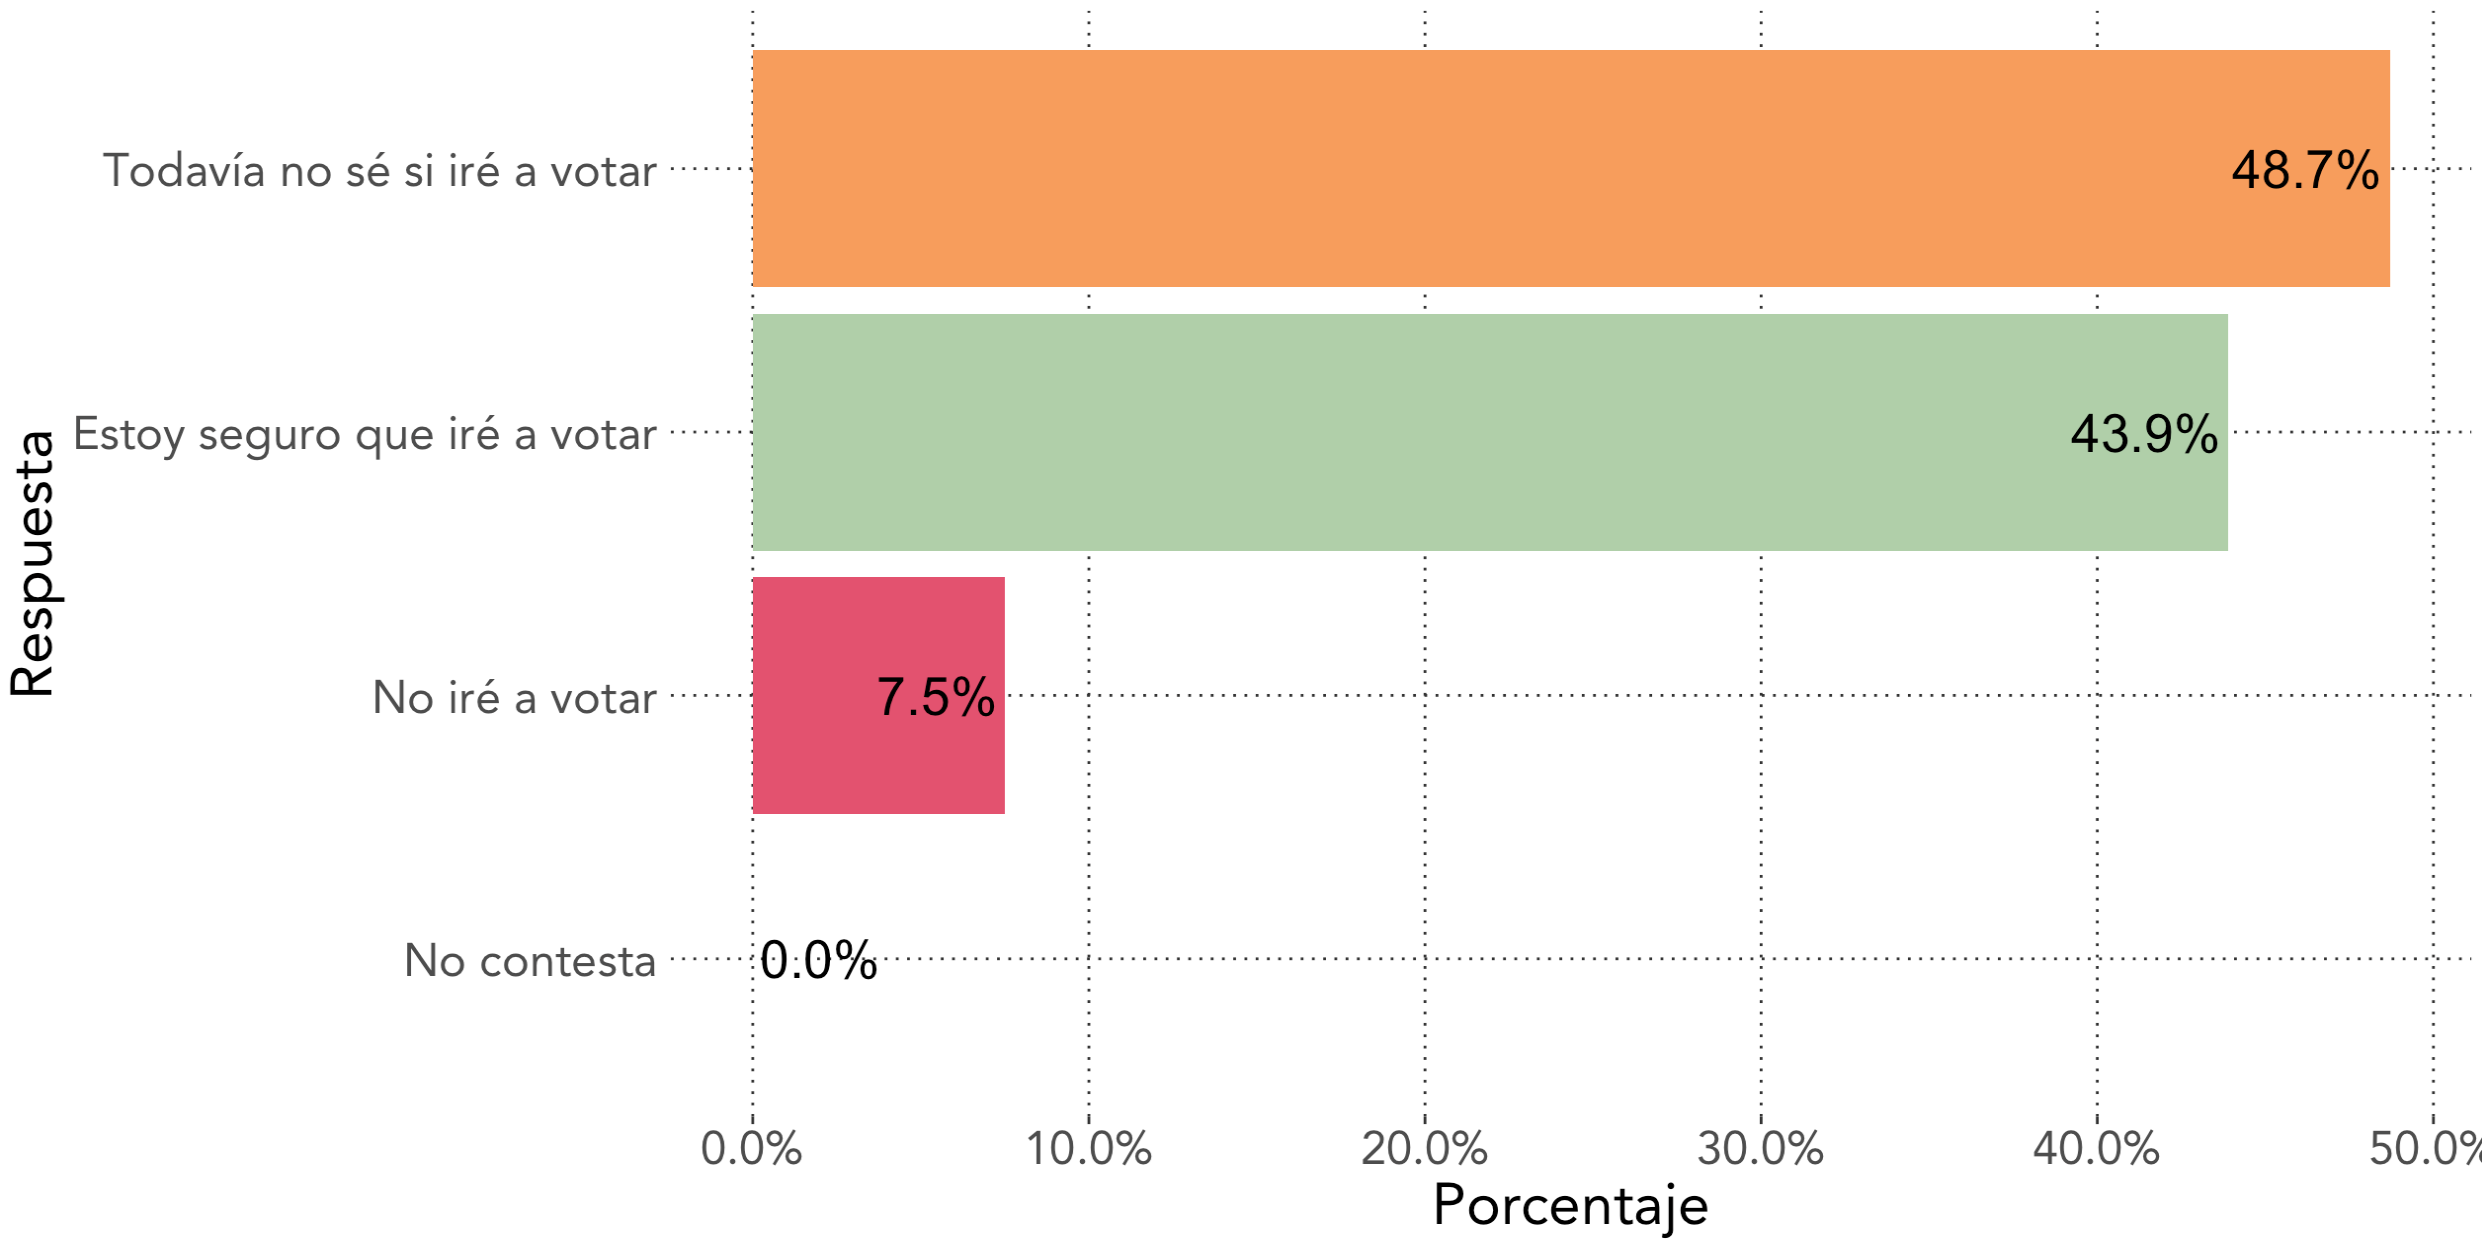 Respuesta
Todavía no sé si iré a votar
48.7%
Estoy seguro que iré a votar
43.9%
No iré a votar
7.5%
No contesta
0.0%
0.0% 10.0% 20.0% 30.0% 40.0% 50.0%
Porcentaje